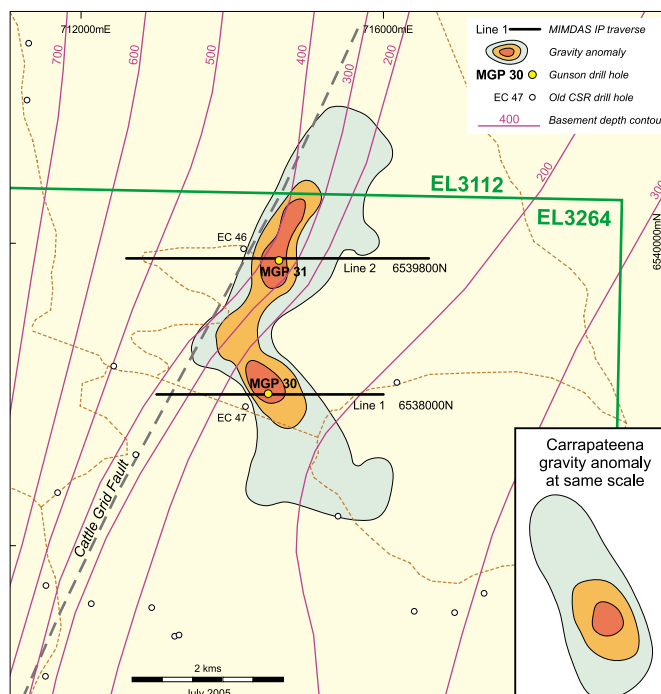 712000mE
716000mE
Line 1
MIMDAS IP traverse
Gravity anomaly
MGP 30
Gunson drill hole
EC 47
Old CSR drill hole
400
Basement depth contour
700
600
500
400
300
200
200
300
EL3112
EL3264
6540000mN
EC 46
MGP 31
Line 2
6539800N
MGP 30
EC 47
Line 1
6538000N
Cattle Grid Fault
Carrapateena
gravity anomaly
at same scale
2 kms
July 2005